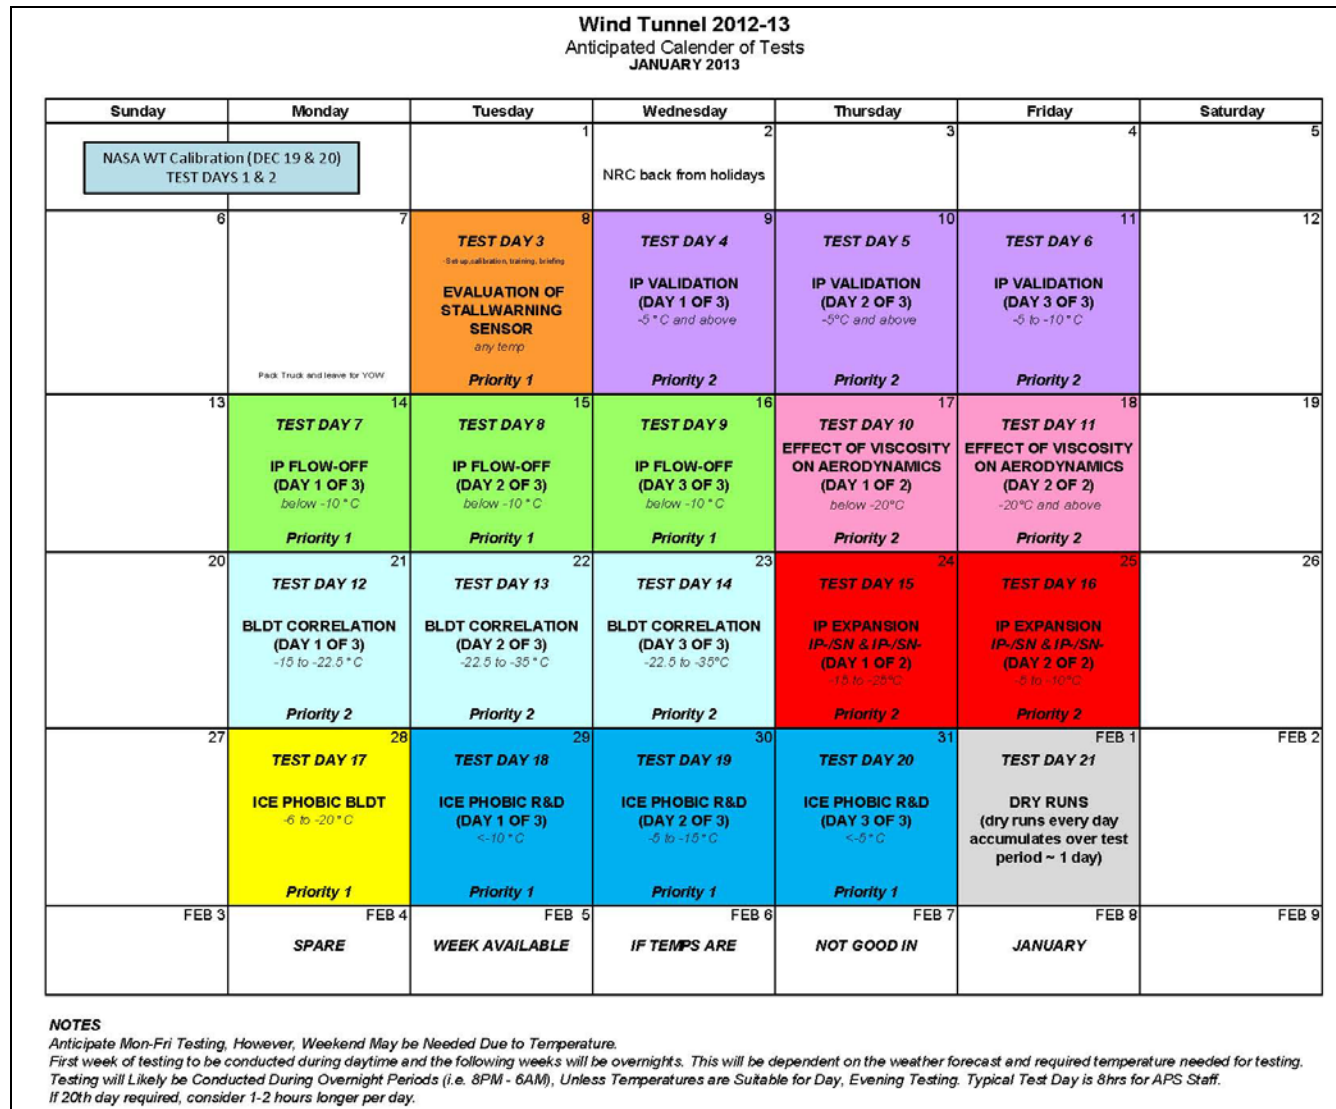 Wind Tunnel 2012-13
Anticipated Calender of Tests
JANUARY 2013
Sunday Monday Tuesday Wednesday Thursday Friday Saturday
1 2 3 4 5
NASA WT Calibration (DEC 19 & 20)
TEST DAYS 1 & 2
NRC back from holidays
6 7 8 9 10 11 12
Pack Truck and leave for YOW
TEST DAY 3
-Set up,calibration, training, briefing
EVALUATION OF
STALLWARNING
SENSOR
any temp
Priority 1
TEST DAY 4
IP VALIDATION
(DAY 1 OF 3)
-5°C and above
Priority 2
TEST DAY 5
IP VALIDATION
(DAY 2 OF 3)
-5°C and above
Priority 2
TEST DAY 6
IP VALIDATION
(DAY 3 OF 3)
-5 to -10°C
Priority 2
13 14 15 16 17 18 19
TEST DAY 7
IP FLOW-OFF
(DAY 1 OF 3)
below -10°C
Priority 1
TEST DAY 8
IP FLOW-OFF
(DAY 2 OF 3)
below -10°C
Priority 1
TEST DAY 9
IP FLOW-OFF
(DAY 3 OF 3)
below -10°C
Priority 1
TEST DAY 10
EFFECT OF VISCOSITY
ON AERODYNAMICS
(DAY 1 OF 2)
below -20°C
Priority 2
TEST DAY 11
EFFECT OF VISCOSITY
ON AERODYNAMICS
(DAY 2 OF 2)
-20°C and above
Priority 2
20 21 22 23 24 25 26
TEST DAY 12
BLDT CORRELATION
(DAY 1 OF 3)
-15 to -22.5°C
Priority 2
TEST DAY 13
BLDT CORRELATION
(DAY 2 OF 3)
-22.5 to -35°C
Priority 2
TEST DAY 14
BLDT CORRELATION
(DAY 3 OF 3)
-22.5 to -35°C
Priority 2
TEST DAY 15
IP EXPANSION
IP-/SN & IP-/SN-
(DAY 1 OF 2)
-15 to -25°C
Priority 2
TEST DAY 16
IP EXPANSION
IP-/SN & IP-/SN-
(DAY 2 OF 2)
-5 to -10°C
Priority 2
27 28 29 30 31 FEB 1 FEB 2
TEST DAY 17
ICE PHOBIC BLDT
-6 to -20°C
Priority 1
TEST DAY 18
ICE PHOBIC R&D
(DAY 1 OF 3)
<-10°C
Priority 1
TEST DAY 19
ICE PHOBIC R&D
(DAY 2 OF 3)
-5 to -15°C
Priority 1
TEST DAY 20
ICE PHOBIC R&D
(DAY 3 OF 3)
<-5°C
Priority 1
TEST DAY 21
DRY RUNS
(dry runs every day
accumulates over test
period ~ 1 day)
FEB 3 FEB 4 FEB 5 FEB 6 FEB 7 FEB 8 FEB 9
SPARE WEEK AVAILABLE IF TEMPS ARE NOT GOOD IN JANUARY
NOTES
Anticipate Mon-Fri Testing, However, Weekend May be Needed Due to Temperature.
First week of testing to be conducted during daytime and the following weeks will be overnights. This will be dependent on the weather forecast and required temperature needed for testing.
Testing will Likely be Conducted During Overnight Periods (i.e. 8PM - 6AM), Unless Temperatures are Suitable for Day, Evening Testing. Typical Test Day is 8hrs for APS Staff.
If 20th day required, consider 1-2 hours longer per day.